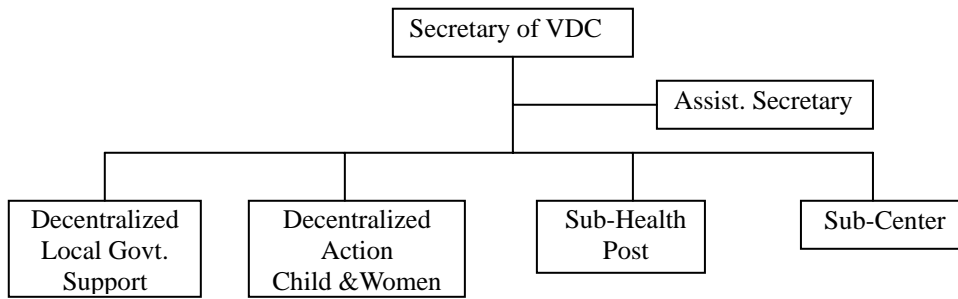 Secretary of VDC
Assist. Secretary
Decentralized
Local Govt.
Support
Decentralized
Action
Child &Women
Sub-Health
Post
Sub-Center